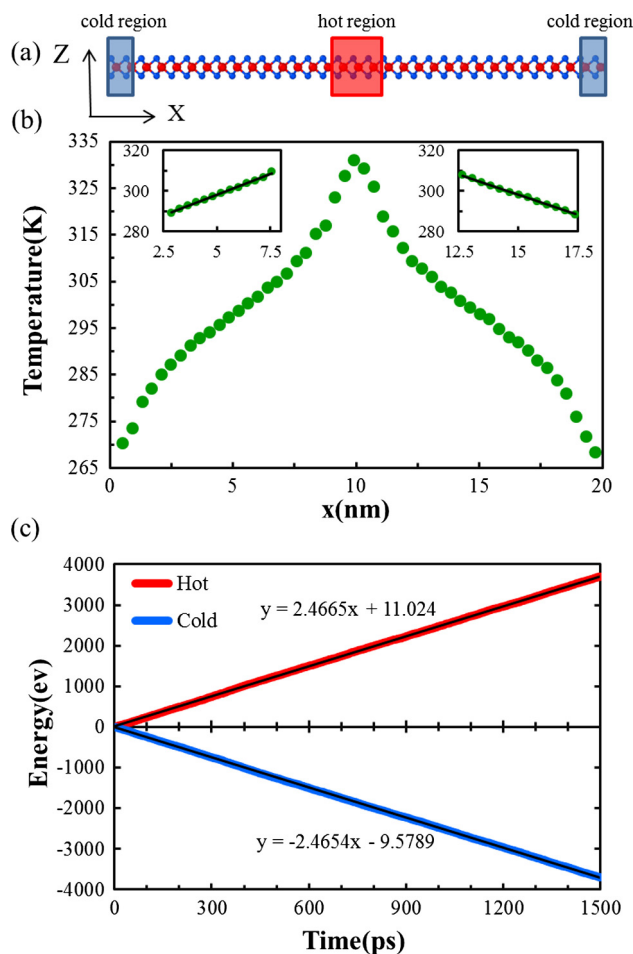 cold region hot region cold region
(a)
Z
X
(b)
335
325
315
305
295
285
275
265
Temperature(K)
320
300
280
2.5 5 7.5
320
300
280
12.5 15 17.5
0 5 10 15 20
x(nm)
(c)
4000
3000
2000
1000
0
-1000
-2000
-3000
-4000
Energy(ev)
Hot
Cold
y = 2.4665x + 11.024
y = -2.4654x - 9.5789
0 300 600 900 1200 1500
Time(ps)